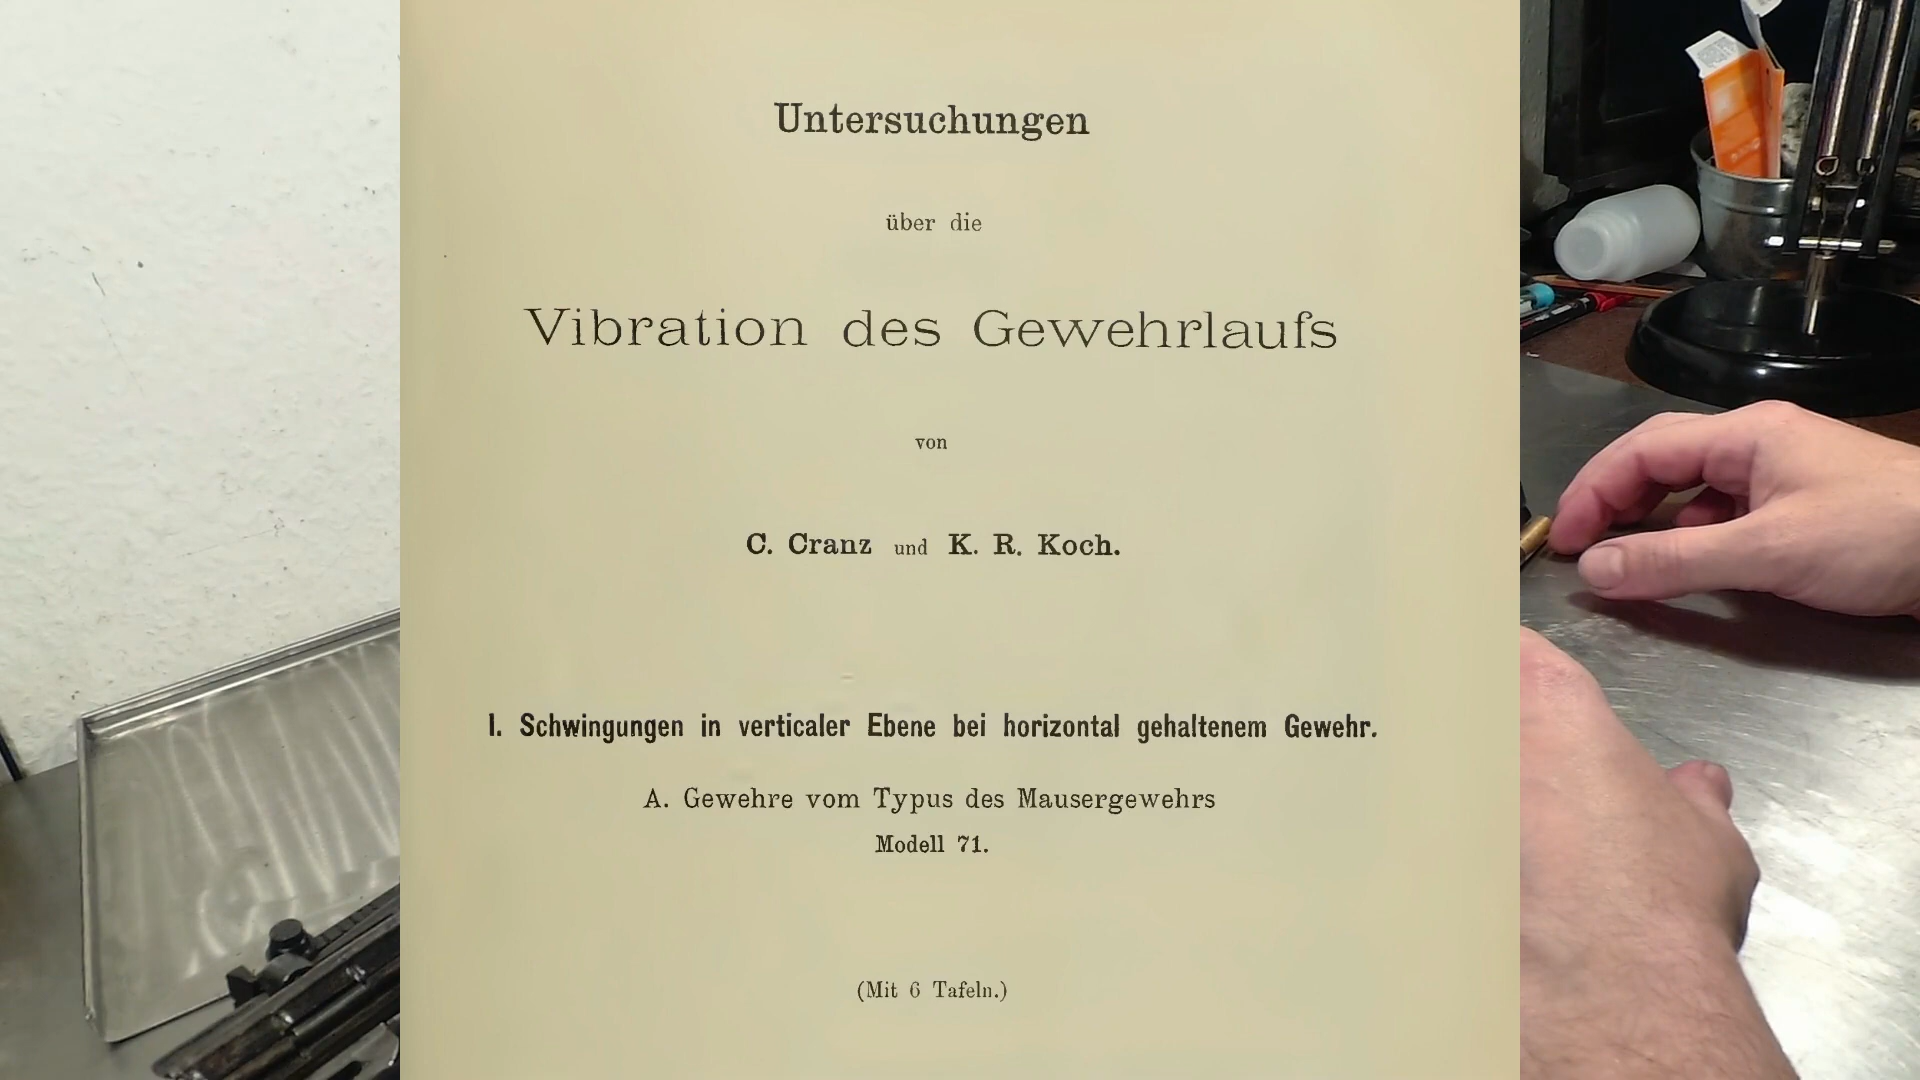 Untersuchungen
über die
Vibration des Gewehrlaufs
von
C. Cranz und K. R. Koch.
I. Schwingungen in verticaler Ebene bei horizontal gehaltenem Gewehr.
A. Gewehre vom Typus des Mausergewehrs
Modell 71.
(Mit 6 Tafeln.)